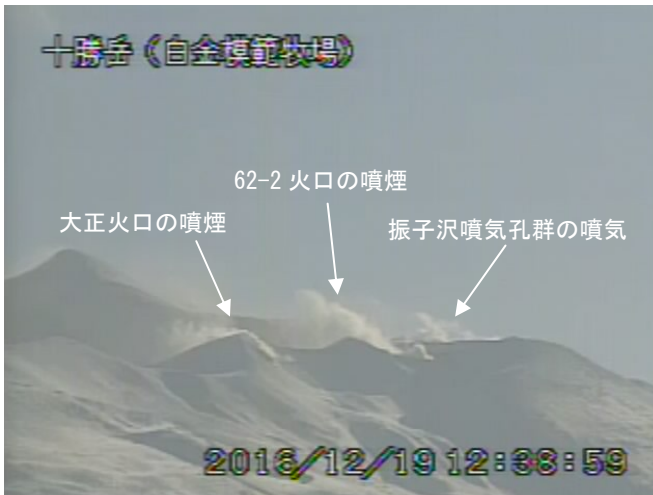 十勝岳（白金模範牧場）
62-2 火口の噴煙
大正火口の噴煙
振子沢噴気孔群の噴気
2016/12/19 12:38:59